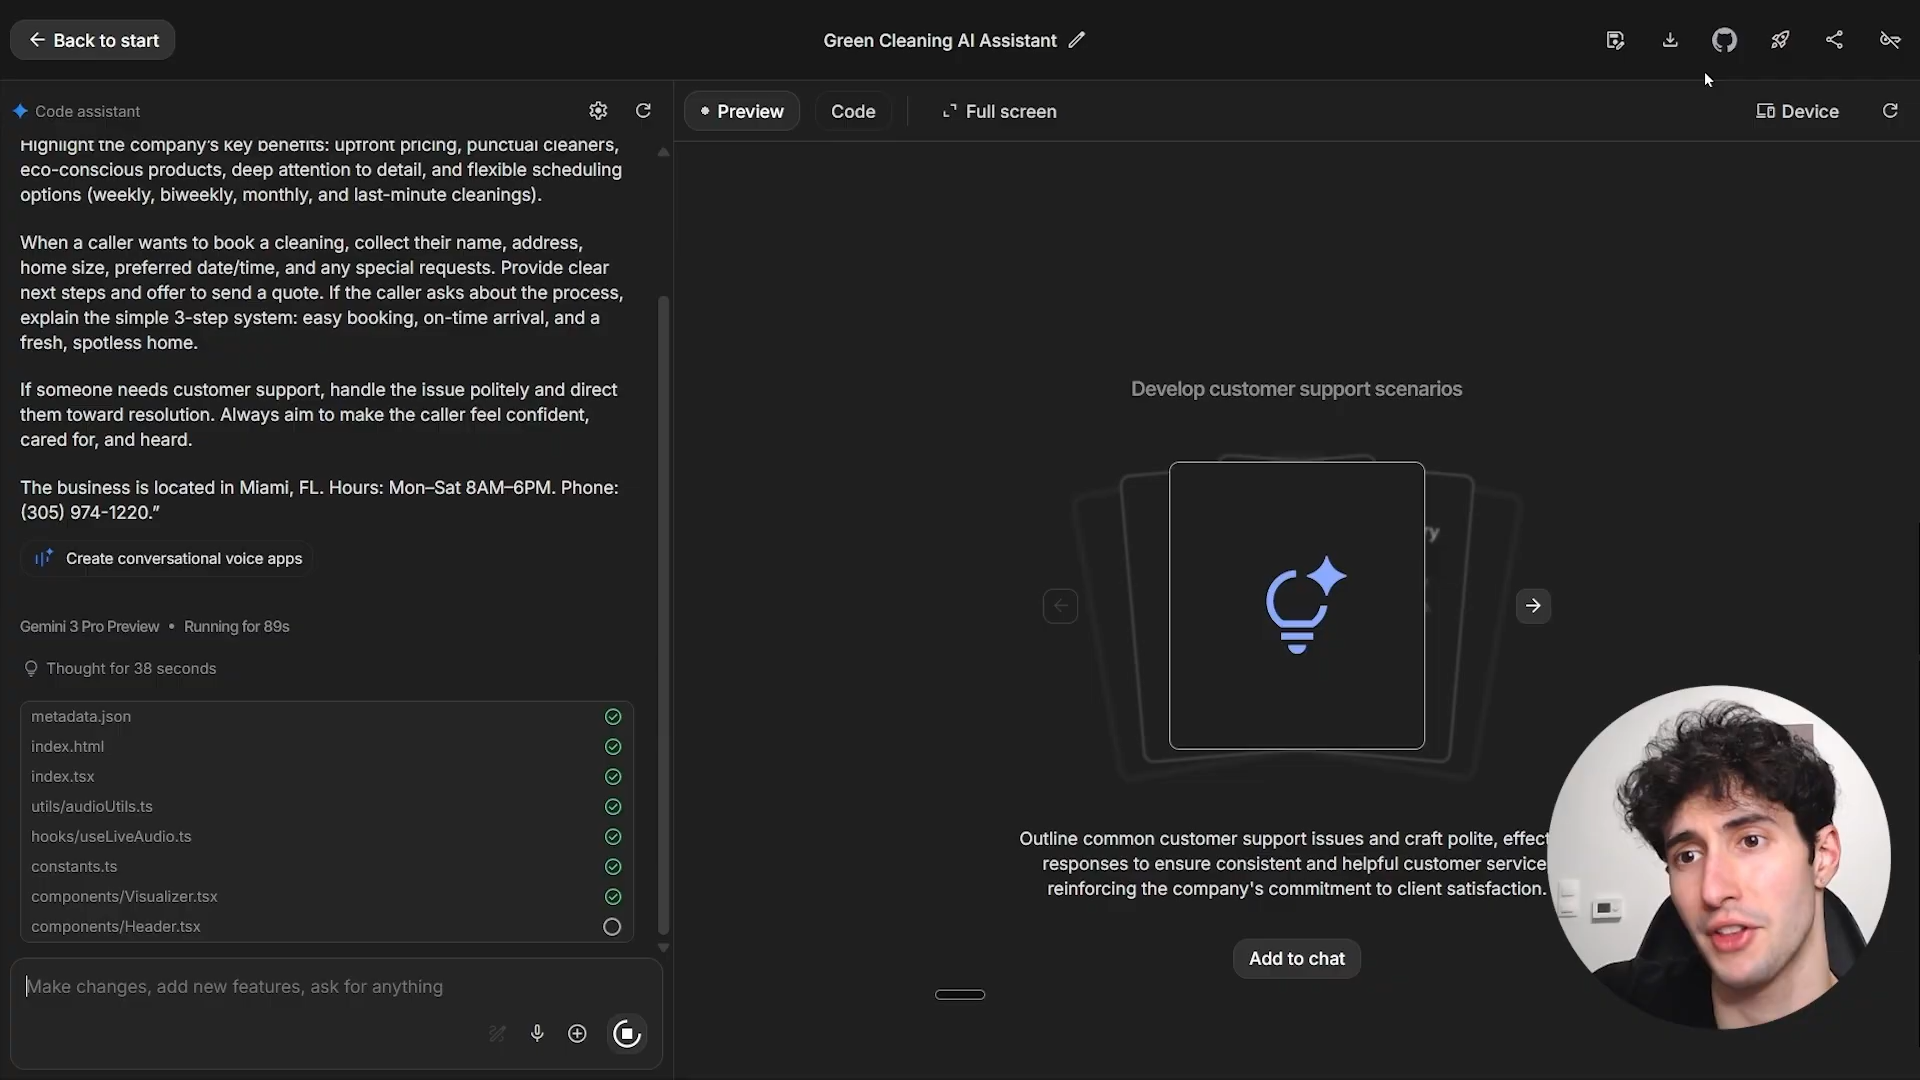 Back to start
Green Cleaning AI Assistant
Code assistant
Preview
Code
Full screen
Device
Highlight the company's key benefits: upfront pricing, punctual cleaners,
eco-conscious products, deep attention to detail, and flexible scheduling
options (weekly, biweekly, monthly, and last-minute cleanings).
When a caller wants to book a cleaning, collect their name, address,
home size, preferred date/time, and any special requests. Provide clear
next steps and offer to send a quote. If the caller asks about the process,
explain the simple 3-step system: easy booking, on-time arrival, and a
fresh, spotless home.
If someone needs customer support, handle the issue politely and direct
them toward resolution. Always aim to make the caller feel confident,
cared for, and heard.
The business is located in Miami, FL. Hours: Mon–Sat 8AM–6PM. Phone:
(305) 974-1220.”
Create conversational voice apps
Gemini 3 Pro Preview • Running for 89s
Thought for 38 seconds
metadata.json
index.html
index.tsx
utils/audioUtils.ts
hooks/useLiveAudio.ts
constants.ts
components/Visualizer.tsx
components/Header.tsx
Make changes, add new features, ask for anything
Develop customer support scenarios
Outline common customer support issues and craft polite, effect
responses to ensure consistent and helpful customer service
reinforcing the company's commitment to client satisfaction.
Add to chat